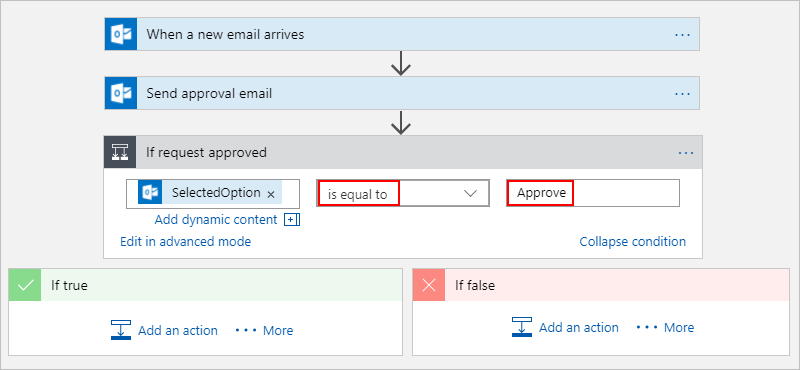 When a new email arrives ...
Send approval email ...
If request approved ...
SelectedOption × is equal to Approve
Add dynamic content
Edit in advanced mode Collapse condition
If true If false
Add an action ... More Add an action ... More